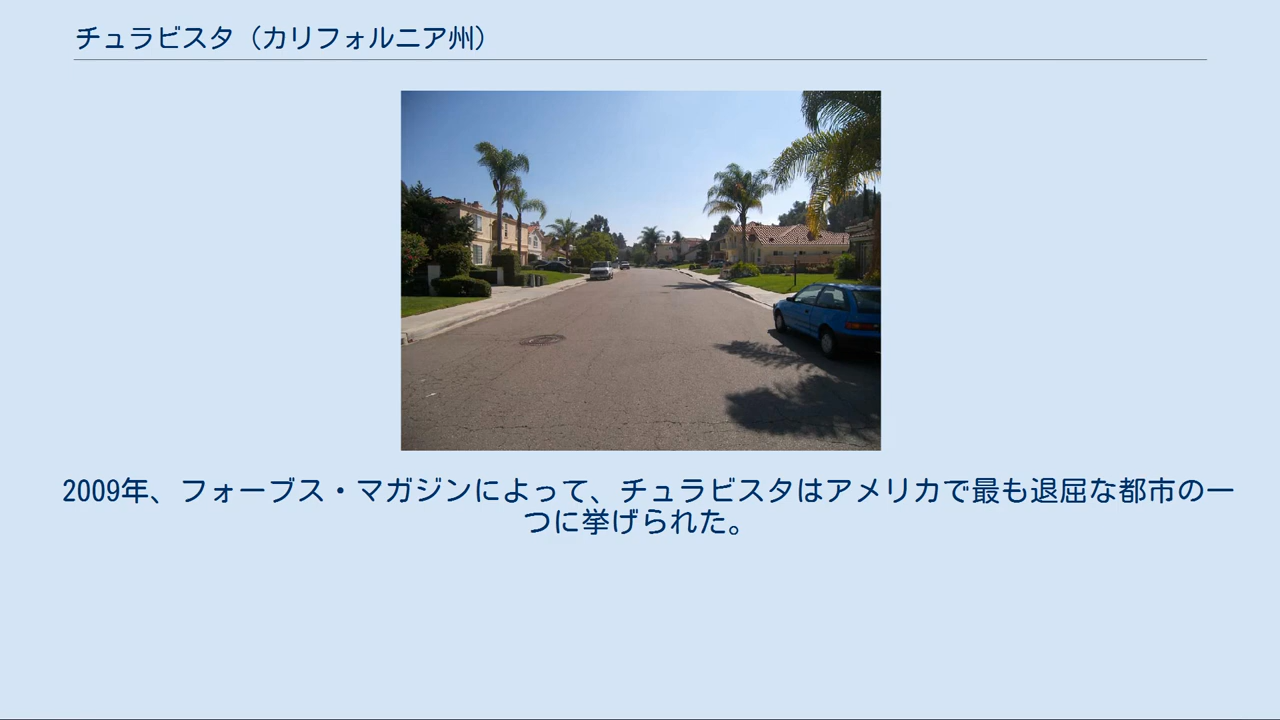 チュラビスタ（カリフォルニア州）
2009年、フォーブス・マガジンによって、チュラビスタはアメリカで最も退屈な都市の一
つに挙げられた。